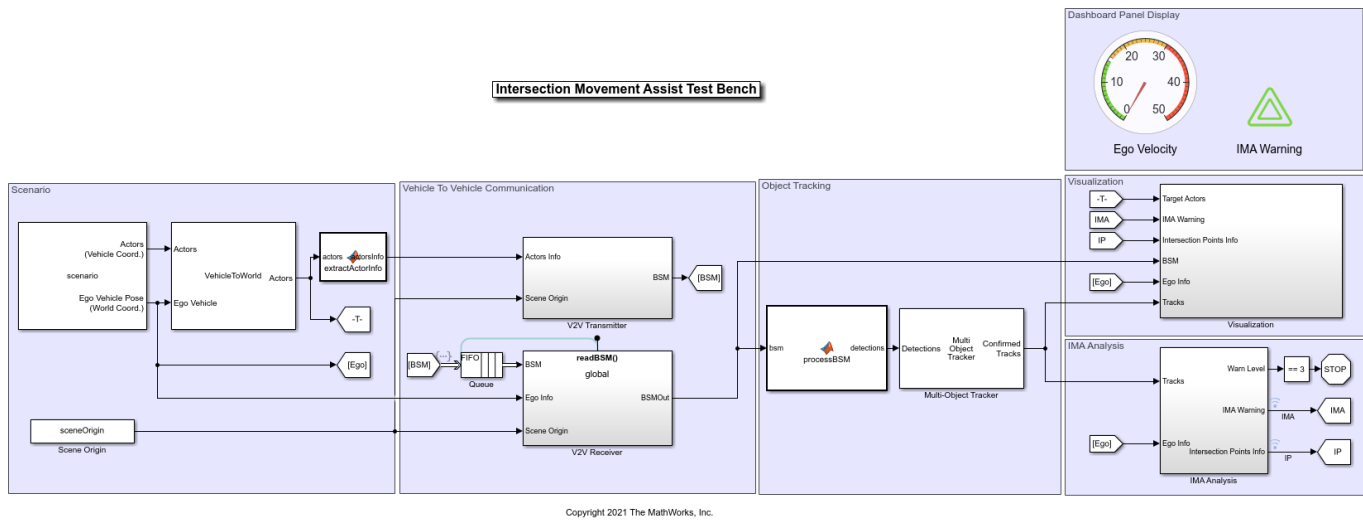 Intersection Movement Assist Test Bench
Dashboard Panel Display
0
10
20
30
40
50
Ego Velocity
IMA Warning
Scenario
Actors
(Vehicle Coord.)
scenario
Ego Vehicle Pose
(World Coord.)
Actors
VehicleToWorld
Actors
Ego Vehicle
actors
ActorsInfo
extractActorInfo
-T-
[Ego]
sceneOrigin
Scene Origin
Vehicle To Vehicle Communication
Actors Info
BSM
Scene Origin
V2V Transmitter
[BSM]
[BSM]
{...}
FIFO
Queue
readBSM()
global
BSM
Ego Info
BSMOut
Scene Origin
V2V Receiver
Object Tracking
bsm
detections
processBSM
Detections
Multi
Object
Tracker
Confirmed
Tracks
Multi-Object Tracker
Visualization
-T-
IMA
IP
[Ego]
Target Actors
IMA Warning
Intersection Points Info
BSM
Ego Info
Tracks
Visualization
IMA Analysis
Tracks
Warn Level
== 3
STOP
IMA Warning
IMA
IMA
[Ego]
Ego Info
Intersection Points Info
IP
IP
IMA Analysis
Copyright 2021 The MathWorks, Inc.